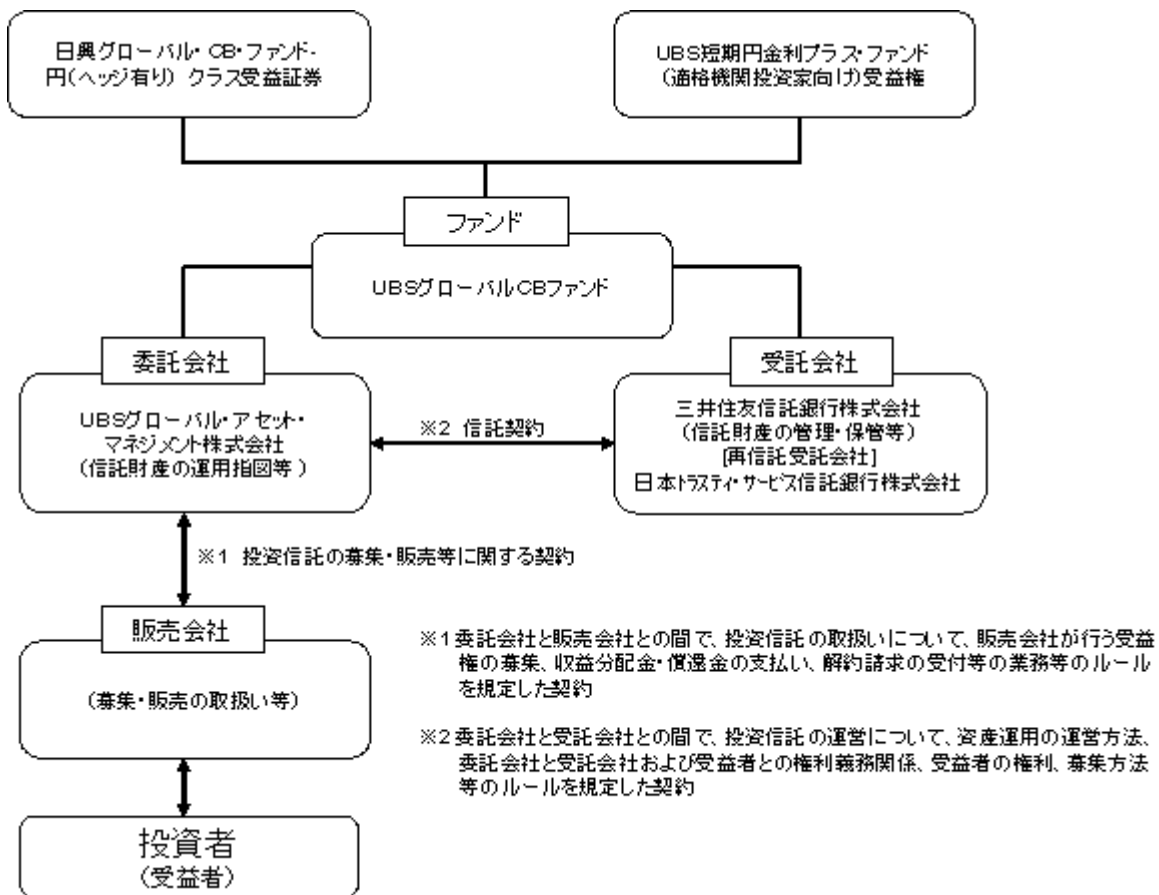 日興グローバル・CB・ファンド-
円(ヘッジ有り) クラス受益証券
UBS短期円金利プラス・ファンド
(適格機関投資家向け)受益権
ファンド
UBSグローバルCBファンド
委託会社
UBSグローバル・アセット・
マネジメント株式会社
(信託財産の運用指図等)
※2 信託契約
受託会社
三井住友信託銀行株式会社
(信託財産の管理・保管等)
[再信託受託会社]
日本トラスティ・サービス信託銀行株式会社
※1 投資信託の募集・販売等に関する契約
販売会社
(募集・販売の取扱い等)
※1 委託会社と販売会社との間で、投資信託の取扱いについて、販売会社が行う受益
権の募集、収益分配金・償還金の支払い、解約請求の受付等の業務等のルール
を規定した契約
※2 委託会社と受託会社との間で、投資信託の運営について、資産運用の運営方法、
委託会社と受託会社および受益者との権利義務関係、受益者の権利、募集方法
等のルールを規定した契約
投資者
(受益者)